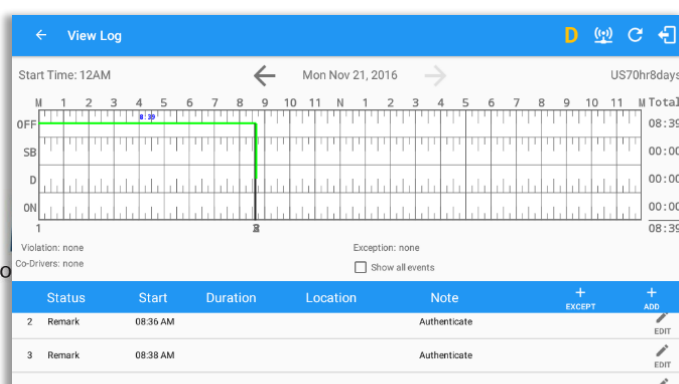 View Log D
Start Time: 12AM Mon Nov 21, 2016 US70hr8days
M 1 2 3 4 5 6 7 8 9 10 11 N 1 2 3 4 5 6 7 8 9 10 11 M Total
OFF 8:39 08:39
SB 00:00
D 00:00
ON 00:00
1 08:39
Violation: none Exception: none
Co-Drivers: none Show all events
Status Start Duration Location Note + EXCEPT + ADD
2 Remark 08:36 AM Authenticate EDIT
3 Remark 08:38 AM Authenticate EDIT